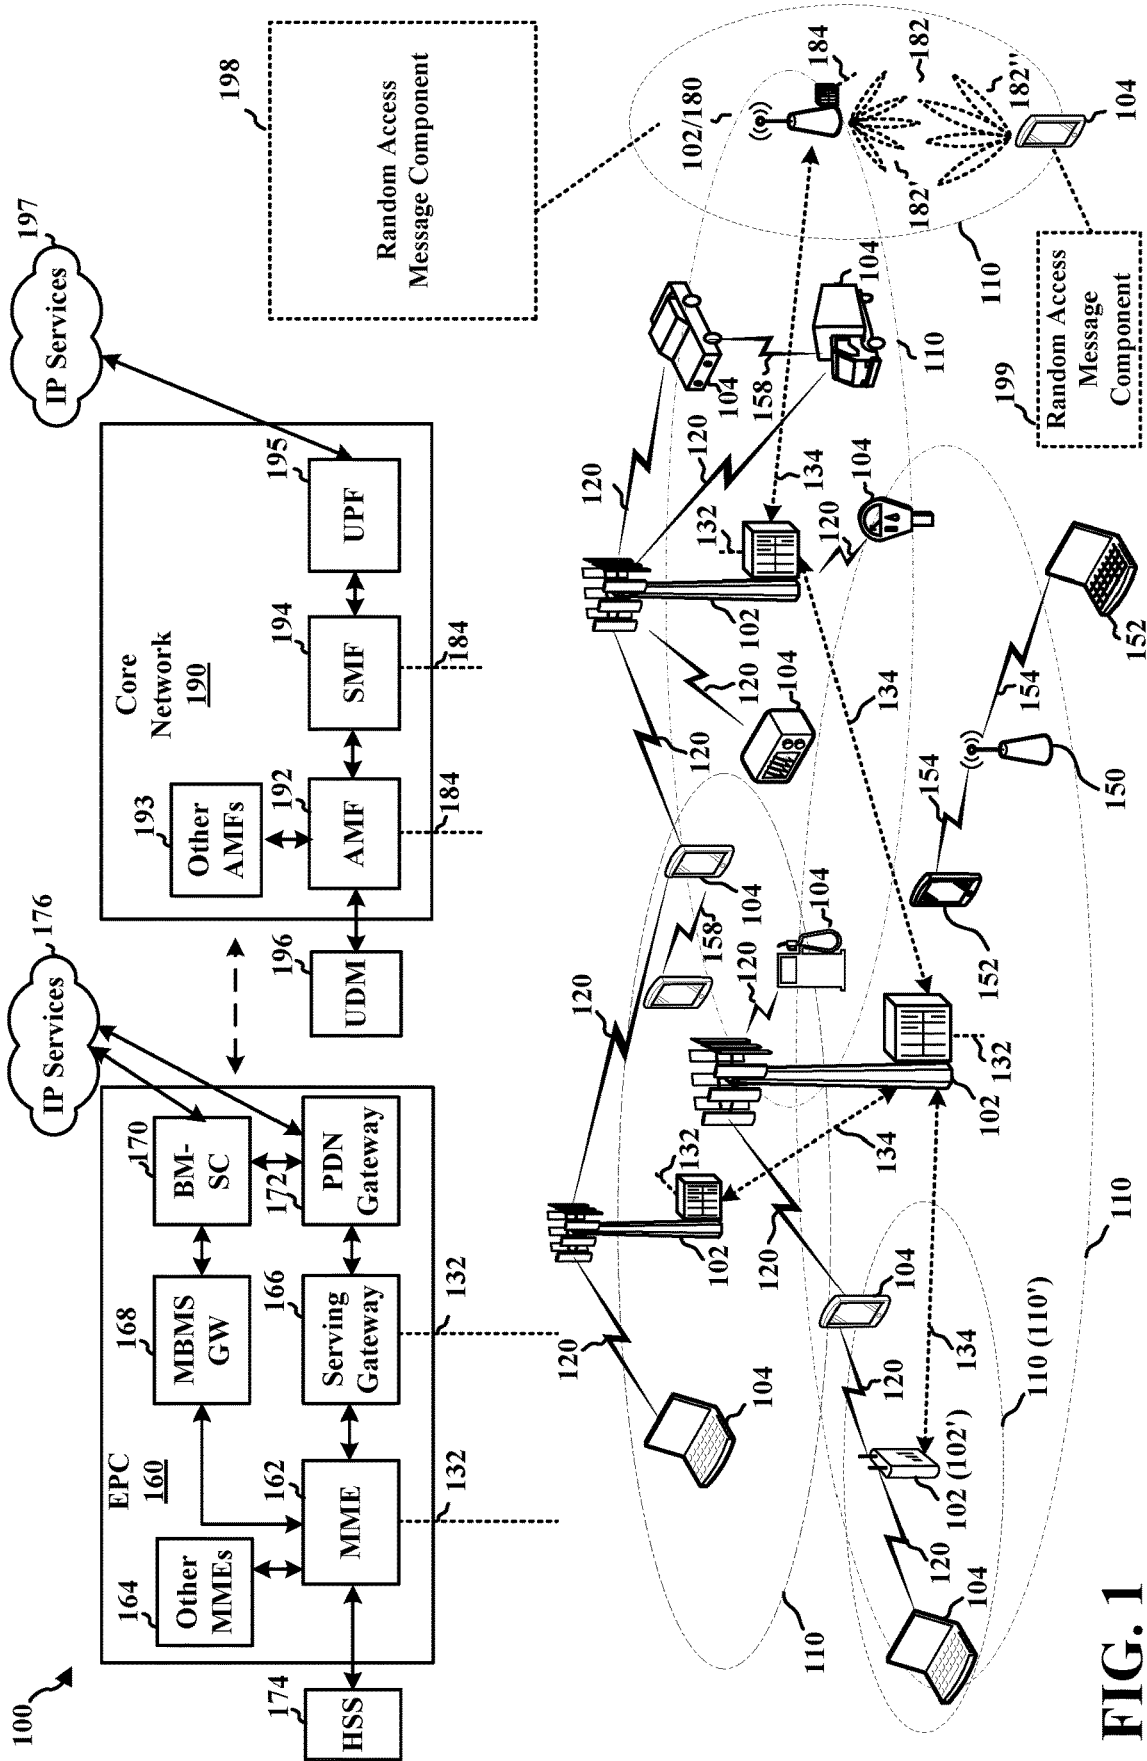 100
174
HSS
EPC
160
164
Other
MMEs
162
MME
168
MBMS
GW
166
Serving
Gateway
170
BM-
SC
172
PDN
Gateway
132
132
176
IP Services
196
UDM
Core
Network
190
193
Other
AMFs
192
AMF
194
SMF
195
UPF
184
184
197
IP Services
198
Random Access
Message Component
120
104
110
102
132
120
134
120
120
158
104
120
104
120
104
120
102
132
120
120
104
158
104
110
134
102/180
184
182'
182
182''
104
110
199
Random Access
Message
Component
104
120
102 (102')
120
104
134
110 (110')
102
132
134
120
104
152
154
150
154
152
110
FIG. 1